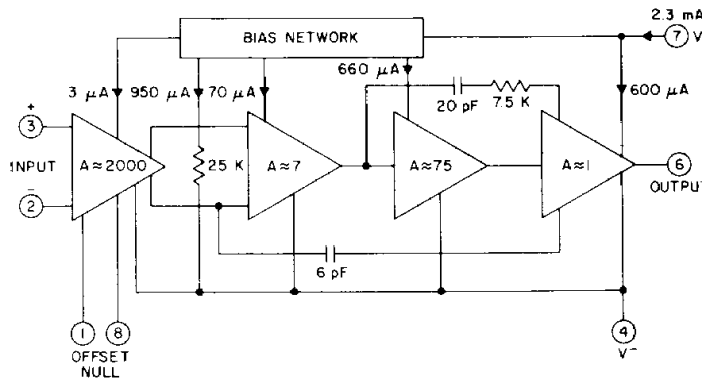 2.3 mA
7 V
BIAS NETWORK
3 μA 950 μA 70 μA 660 μA 600 μA
20 pF 7.5 K
+
3
INPUT
−
2
A≈2000
25 K
A≈7
A≈75
A≈1
6
OUTPUT
6 pF
1 8
OFFSET
NULL
4
V−